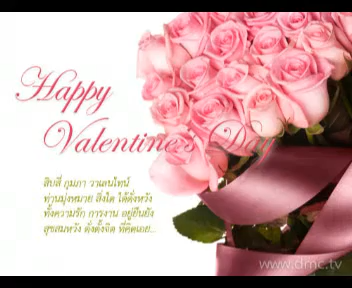 Happy
Valentine's Day
สิบสี่ กุมภา วาเลนไทน์
ท่านมุ่งหมาย สิ่งใด ได้ดั่งหวัง
ทั้งความรัก การงาน อยู่ยืนยัง
สุขสมหวัง ดั่งตั้งจิต ที่คิดเอย...
www.dmc.tv